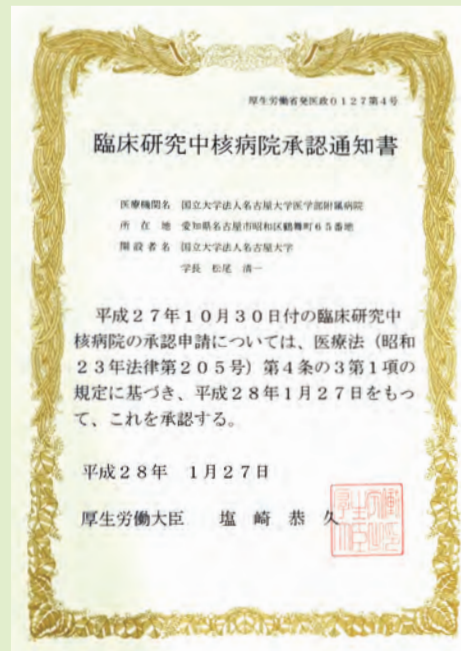 厚生労働省発医政0127第4号
臨床研究中核病院承認通知書
医療機関名 国立大学法人名古屋大学医学部附属病院
所在地 愛知県名古屋市昭和区鶴舞町65番地
開設者名 国立大学法人名古屋大学
学長 松尾 清一
平成27年10月30日付の臨床研究中
核病院の承認申請については、医療法（昭和
23年法律第205号）第4条の3第1項の
規定に基づき、平成28年1月27日をもっ
て、これを承認する。
平成28年 1月27日
厚生労働大臣 塩崎恭久